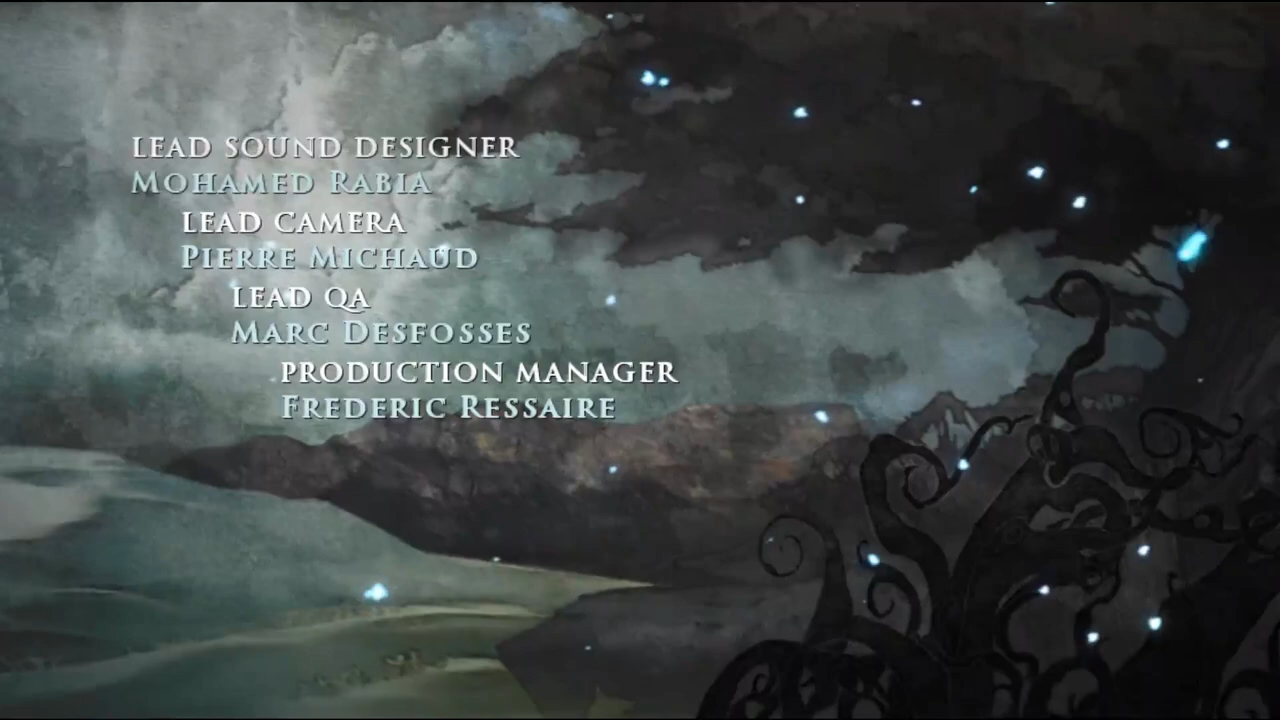 LEAD SOUND DESIGNER
MOHAMED RABIA
LEAD CAMERA
PIERRE MICHAUD
LEAD QA
MARC DESFOSSES
PRODUCTION MANAGER
FREDERIC RESSAIRE